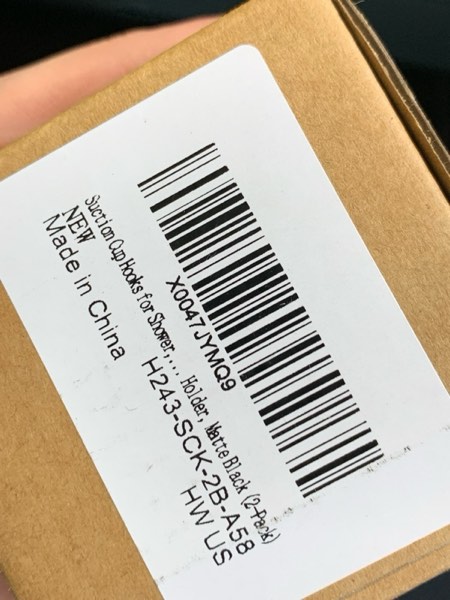 X0047JYMQ9
Suction Cup Hooks for Shower,... Holder, Matte Black (2-Pack)
NEW H243-SCK-2B-A58
Made in China HW US